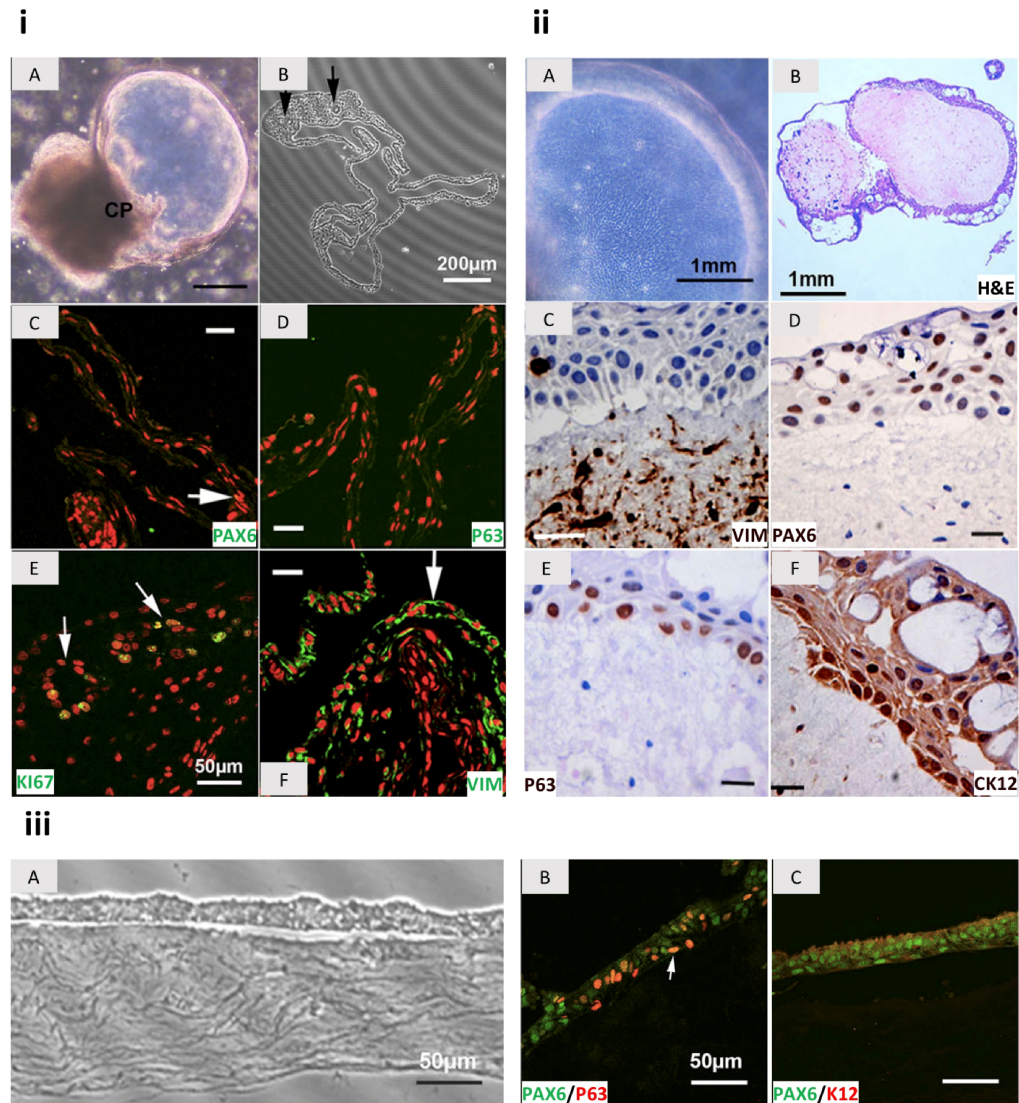 i
ii
A
B
CP
200µm
A
1mm
B
1mm
H&E
C
PAX6
D
P63
C
VIM
D
PAX6
E
KI67
50µm
F
VIM
E
P63
F
CK12
iii
A
50µm
B
PAX6/P63
50µm
C
PAX6/K12